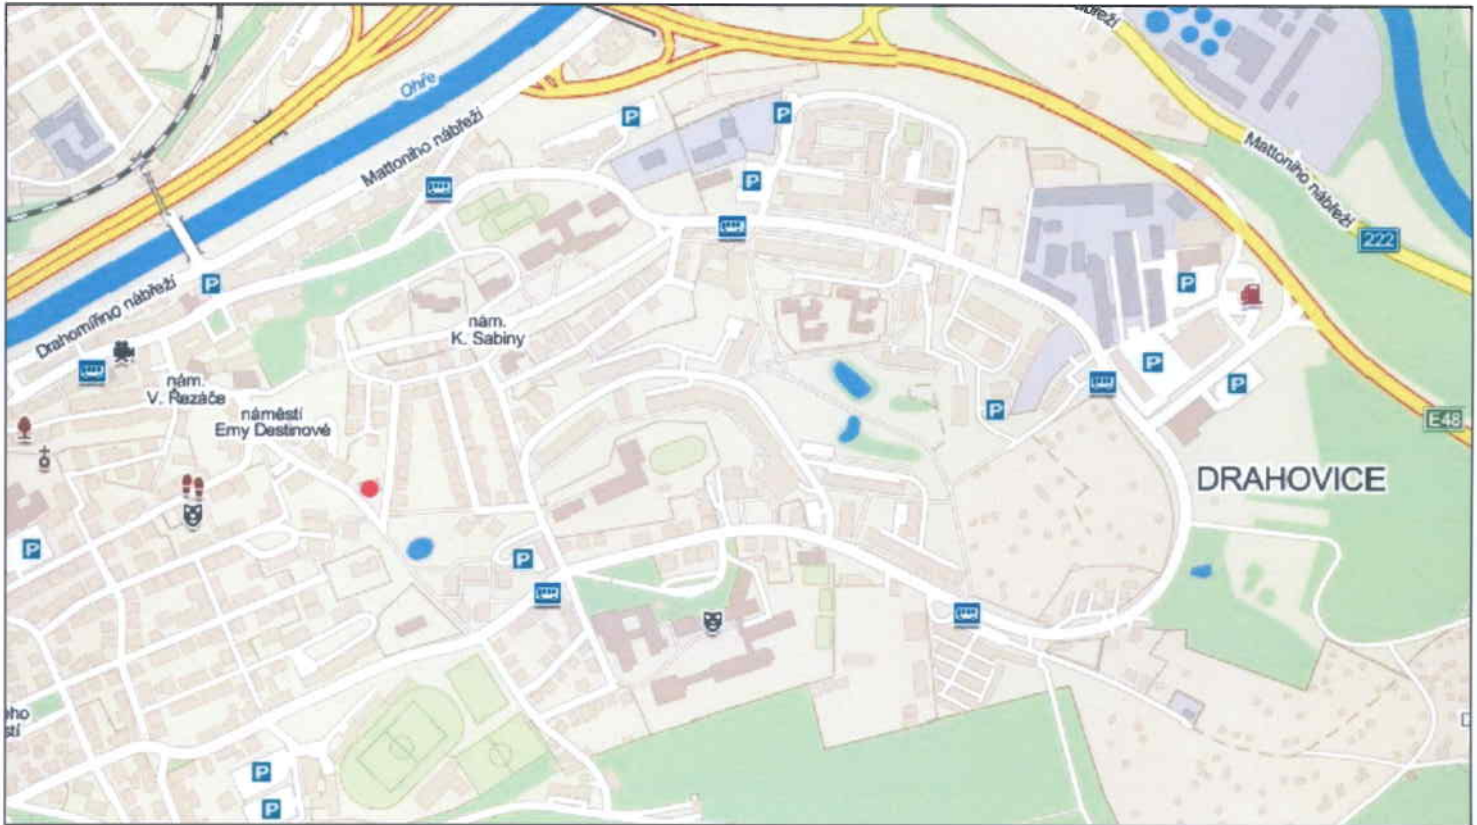 Ohře
Mattoniho nábřeží
Mattoniho nábřeží
222
Drahomířino nábřeží
nám.
K. Sabiny
nám.
V. Řezáče
náměstí
Emy Destinové
E48
DRAHOVICE
P
P
P
P
P
P
P
P
P
P
P
P